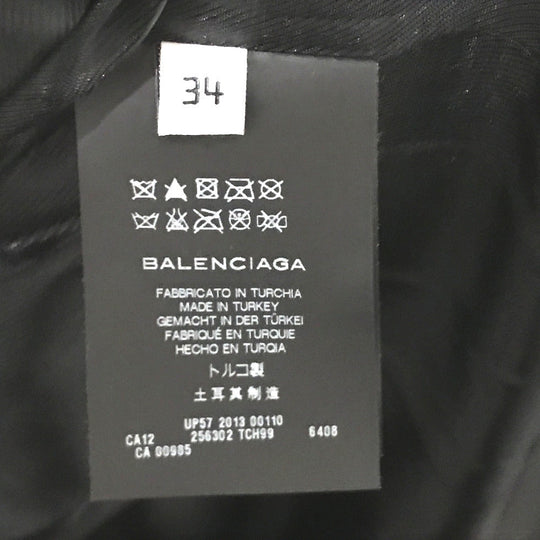 34
BALENCIAGA
FABBRICATO IN TURCHIA
MADE IN TURKEY
GEMACHT IN DER TÜRKEI
FABRIQUÉ EN TURQUIE
HECHO EN TURQIA
トルコ製
土耳其制造
UP57 2013 00110
CA12 256302 TCH99 6408
CA 00985